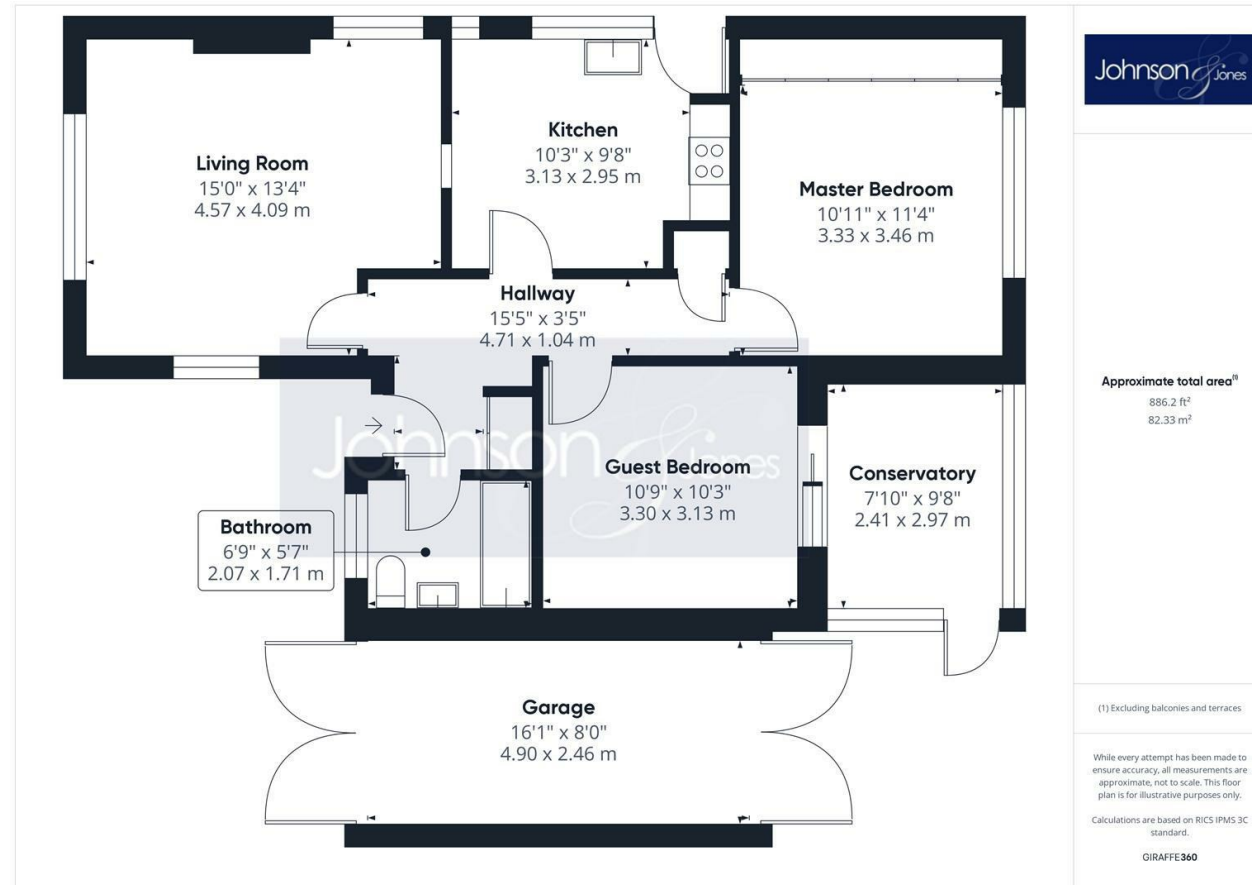 Johnson & Jones
Living Room
15'0" x 13'4"
4.57 x 4.09 m
Kitchen
10'3" x 9'8"
3.13 x 2.95 m
Master Bedroom
10'11" x 11'4"
3.33 x 3.46 m
Hallway
15'5" x 3'5"
4.71 x 1.04 m
Johnson & Jones
Guest Bedroom
10'9" x 10'3"
3.30 x 3.13 m
Conservatory
7'10" x 9'8"
2.41 x 2.97 m
Bathroom
6'9" x 5'7"
2.07 x 1.71 m
Garage
16'1" x 8'0"
4.90 x 2.46 m
Approximate total area⁽¹⁾
886.2 ft²
82.33 m²
(1) Excluding balconies and terraces
While every attempt has been made to
ensure accuracy, all measurements are
approximate, not to scale. This floor
plan is for illustrative purposes only.
Calculations are based on RICS IPMS 3C
standard.
GIRAFFE360